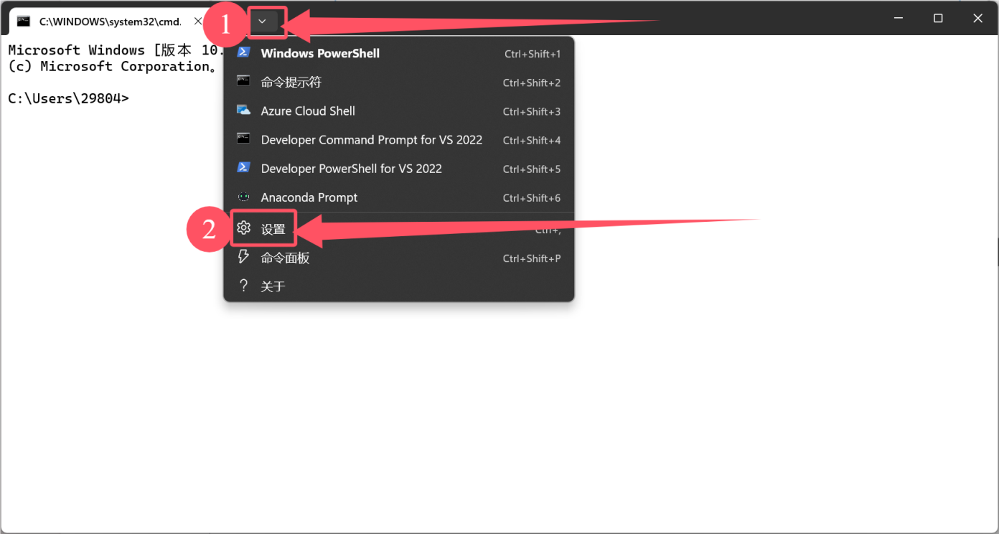 C:\WINDOWS\system32\cmd.
1
Microsoft Windows [版本 10.
(c) Microsoft Corporation。
C:\Users\29804>
Windows PowerShell Ctrl+Shift+1
命令提示符 Ctrl+Shift+2
Azure Cloud Shell Ctrl+Shift+3
Developer Command Prompt for VS 2022 Ctrl+Shift+4
Developer PowerShell for VS 2022 Ctrl+Shift+5
Anaconda Prompt Ctrl+Shift+6
2 设置 Ctrl+,
命令面板 Ctrl+Shift+P
关于